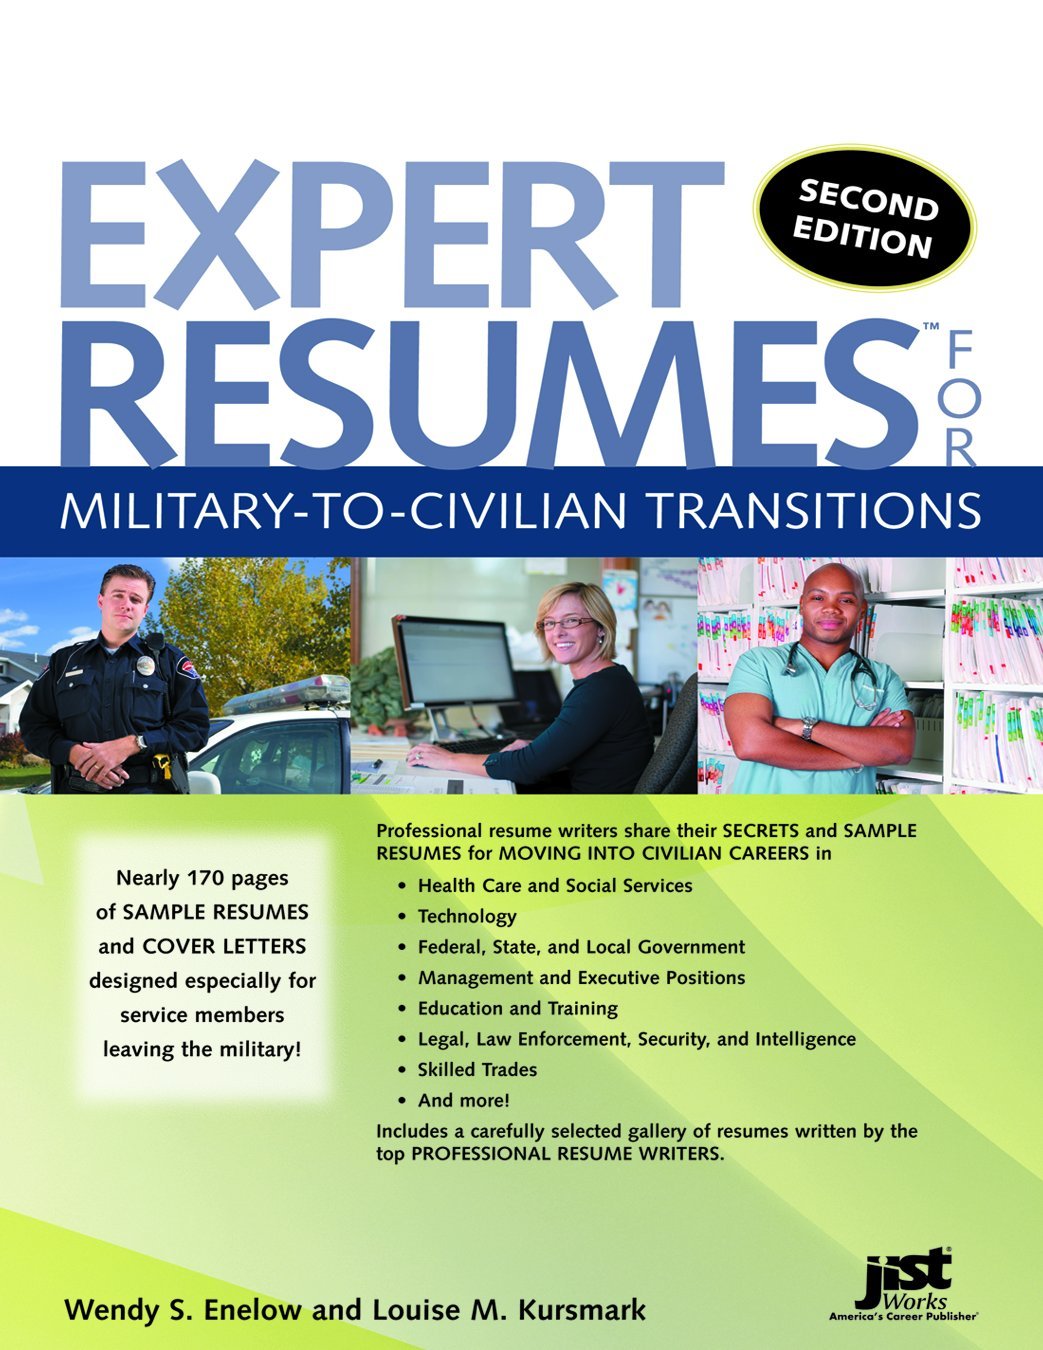 EXPERT
SECOND
EDITION
RESUMES™
FOR
MILITARY-TO-CIVILIAN TRANSITIONS
Nearly 170 pages
of SAMPLE RESUMES
and COVER LETTERS
designed especially for
service members
leaving the military!
Professional resume writers share their SECRETS and SAMPLE
RESUMES for MOVING INTO CIVILIAN CAREERS in
• Health Care and Social Services
• Technology
• Federal, State, and Local Government
• Management and Executive Positions
• Education and Training
• Legal, Law Enforcement, Security, and Intelligence
• Skilled Trades
• And more!
Includes a carefully selected gallery of resumes written by the
top PROFESSIONAL RESUME WRITERS.
Wendy S. Enelow and Louise M. Kursmark
jist®
Works
America's Career Publisher®